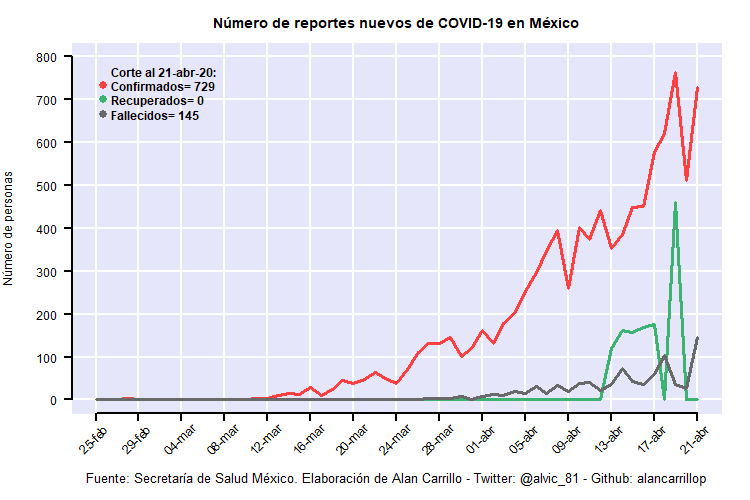 Número de reportes nuevos de COVID-19 en México
Número de personas
800
700
600
500
400
300
200
100
0
Corte al 21-abr-20:
Confirmados= 729
Recuperados= 0
Fallecidos= 145
25-feb
29-feb
04-mar
08-mar
12-mar
16-mar
20-mar
24-mar
28-mar
01-abr
05-abr
09-abr
13-abr
17-abr
21-abr
Fuente: Secretaría de Salud México. Elaboración de Alan Carrillo - Twitter: @alvic_81 - Github: alancarrillop